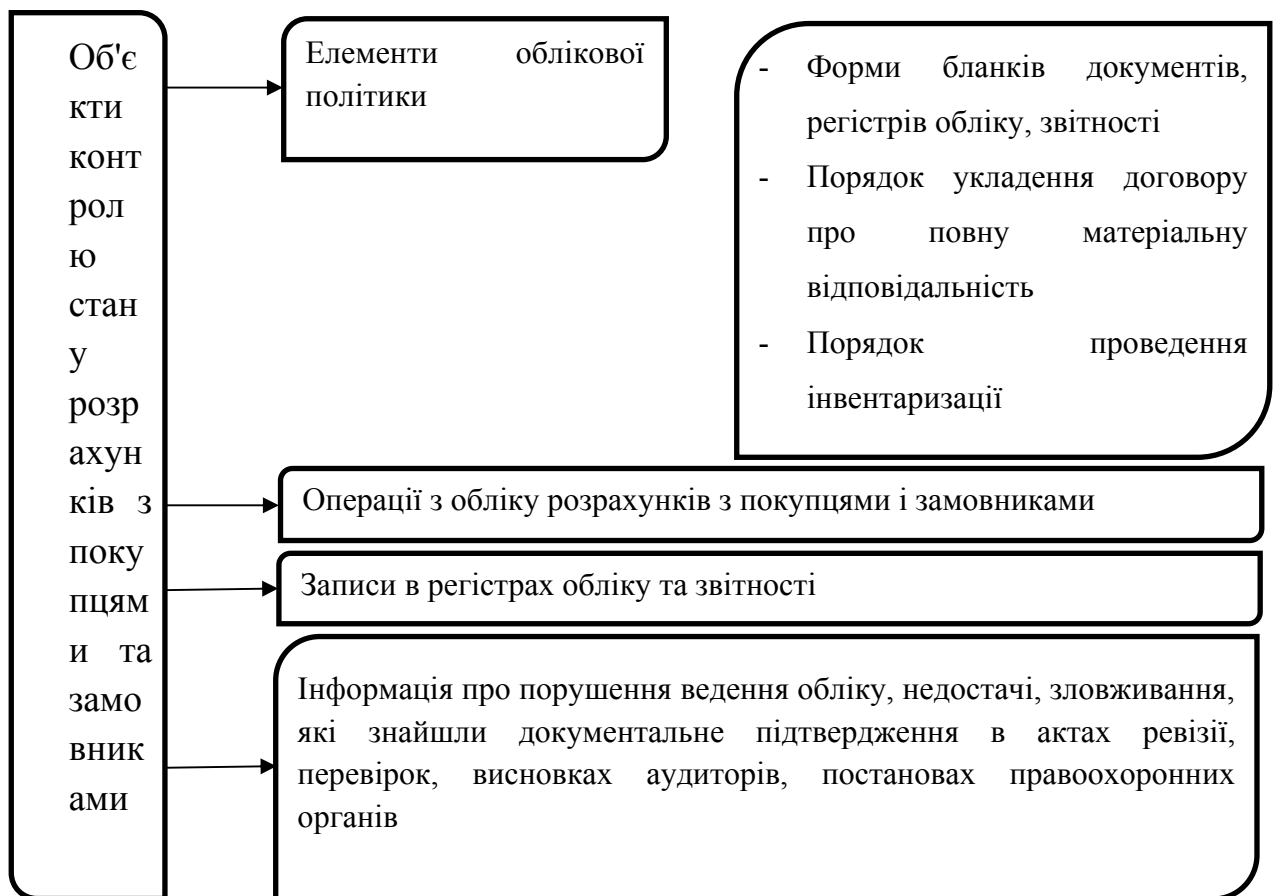 Об'є
кти
конт
рол
ю
стан
у
розр
ахун
ків з
поку
пцям
и та
замо
вник
ами
Елементи облікової
політики
- Форми бланків документів,
регістрів обліку, звітності
- Порядок укладення договору
про повну матеріальну
відповідальність
- Порядок проведення
інвентаризації
Операції з обліку розрахунків з покупцями і замовниками
Записи в регістрах обліку та звітності
Інформація про порушення ведення обліку, недостачі, зловживання,
які знайшли документальне підтвердження в актах ревізії,
перевірок, висновках аудиторів, постановах правоохоронних
органів